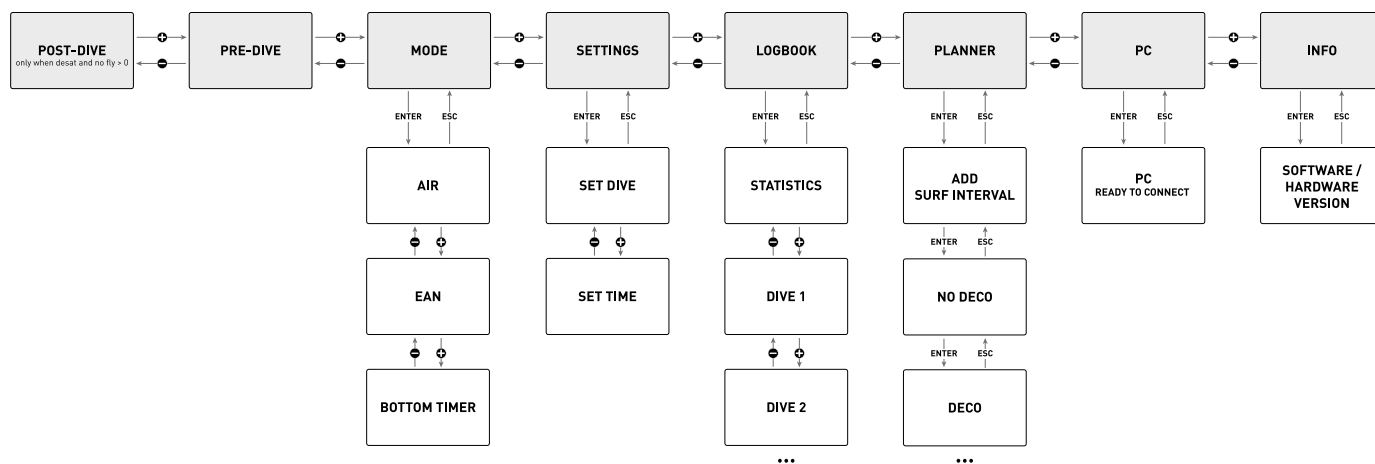 POST-DIVE
only when desat and no fly > 0
PRE-DIVE
MODE
SETTINGS
LOGBOOK
PLANNER
PC
INFO
ENTER ESC
ENTER ESC
ENTER ESC
ENTER ESC
ENTER ESC
ENTER ESC
AIR
SET DIVE
STATISTICS
ADD
SURF INTERVAL
PC
READY TO CONNECT
SOFTWARE /
HARDWARE
VERSION
ENTER ESC
EAN
SET TIME
DIVE 1
NO DECO
ENTER ESC
BOTTOM TIMER
DIVE 2
DECO
...
...